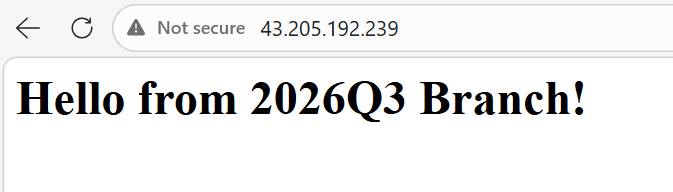 Not secure 43.205.192.239
Hello from 2026Q3 Branch!